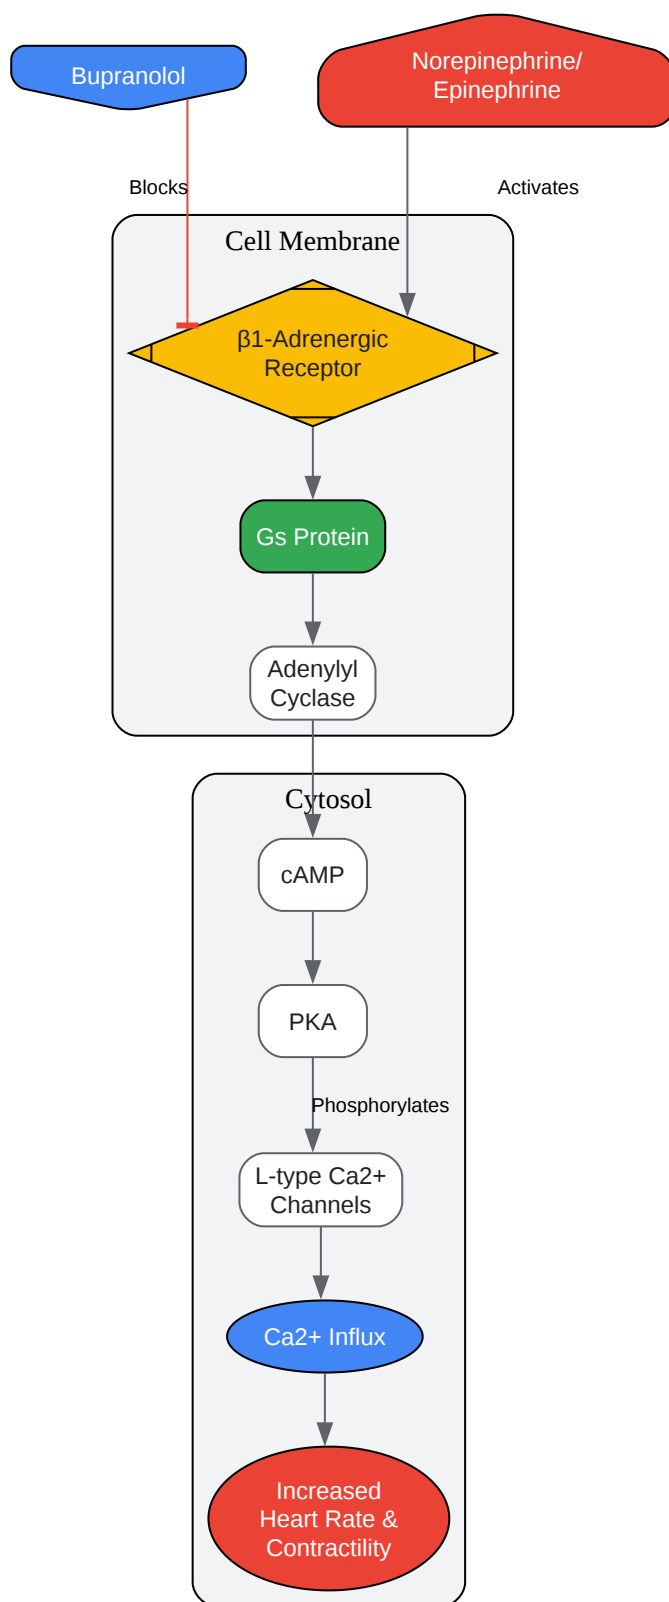 Bupranolol
Norepinephrine/
Epinephrine
Blocks
Activates
Cell Membrane
β1-Adrenergic
Receptor
Gs Protein
Adenylyl
Cyclase
Cytosol
cAMP
PKA
Phosphorylates
L-type Ca2+
Channels
Ca2+ Influx
Increased
Heart Rate &
Contractility